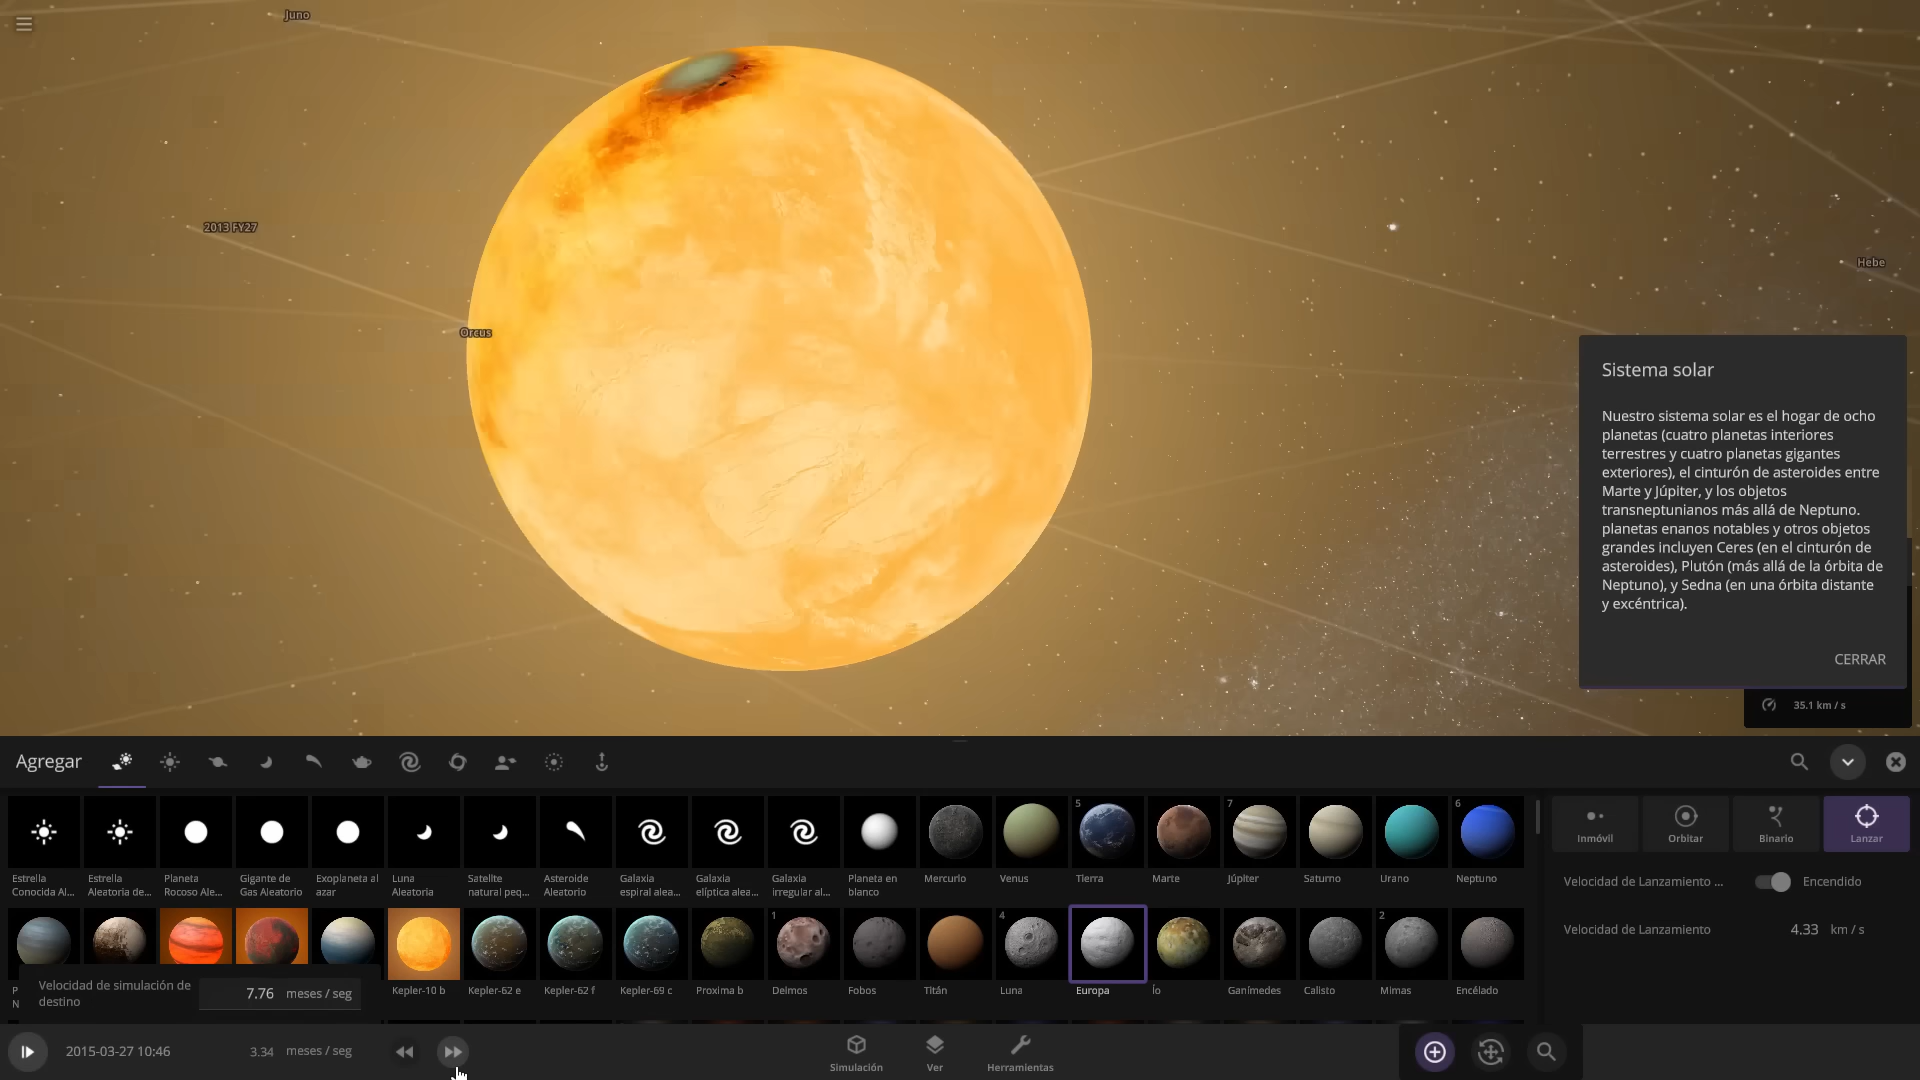 Juno
2013 FY27
Hebe
Orcus
Sistema solar
Nuestro sistema solar es el hogar de ocho
planetas (cuatro planetas interiores
terrestres y cuatro planetas gigantes
exteriores), el cinturón de asteroides entre
Marte y Júpiter, y los objetos
transneptunianos más allá de Neptuno.
planetas enanos notables y otros objetos
grandes incluyen Ceres (en el cinturón de
asteroides), Plutón (más allá de la órbita de
Neptuno), y Sedna (en una órbita distante
y excéntrica).
CERRAR
35.1 km / s
Agregar
5
7
6
Inmóvil
Orbitar
Binario
Lanzar
Estrella
Conocida Al...
Estrella
Aleatoria de...
Planeta
Rocoso Ale...
Gigante de
Gas Aleatorio
Exoplaneta al
azar
Luna
Aleatoria
Satelite
natural peq...
Asteroide
Aleatorio
Galaxia
espiral alea...
Galaxia
elíptica alea...
Galaxia
irregular al...
Planeta en
blanco
Mercurio
Venus
Tierra
Marte
Júpiter
Saturno
Urano
Neptuno
Velocidad de Lanzamiento ...
Encendido
1
4
2
Velocidad de Lanzamiento
4.33 km / s
P
N
Kepler-10 b
Kepler-62 e
Kepler-62 f
Kepler-69 c
Proxima b
Deimos
Fobos
Titán
Luna
Europa
Ío
Ganímedes
Calisto
Mimas
Encélado
Velocidad de simulación de
destino
7.76 meses / seg
2015-03-27 10:46
3.34 meses / seg
Simulación
Ver
Herramientas